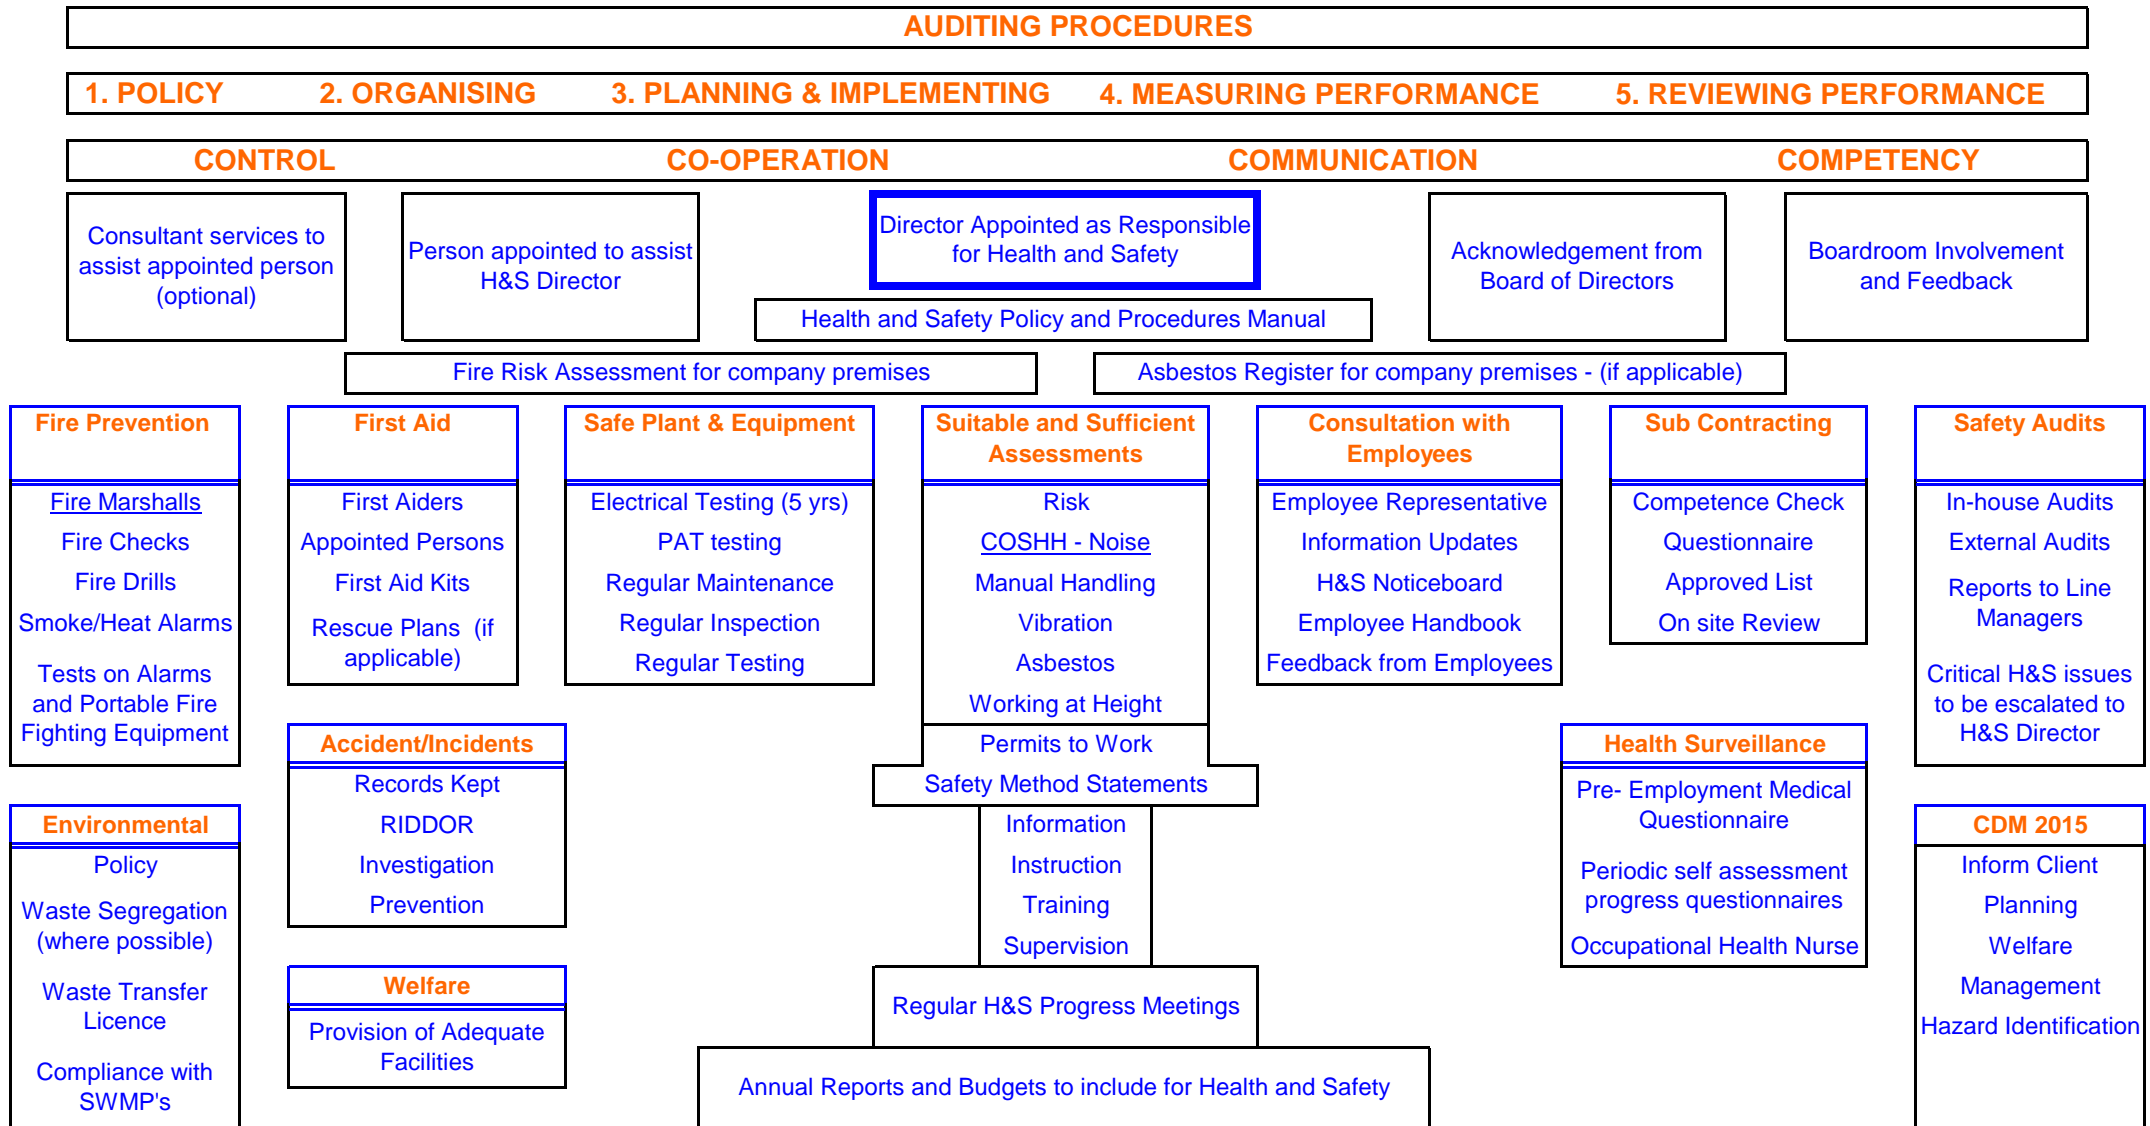 AUDITING PROCEDURES
1. POLICY 2. ORGANISING 3. PLANNING & IMPLEMENTING 4. MEASURING PERFORMANCE 5. REVIEWING PERFORMANCE
CONTROL CO-OPERATION COMMUNICATION COMPETENCY
Consultant services to
assist appointed person
(optional)
Person appointed to assist
H&S Director
Director Appointed as Responsible
for Health and Safety
Acknowledgement from
Board of Directors
Boardroom Involvement
and Feedback
Health and Safety Policy and Procedures Manual
Fire Risk Assessment for company premises
Asbestos Register for company premises - (if applicable)
Fire Prevention
Fire Marshalls
Fire Checks
Fire Drills
Smoke/Heat Alarms
Tests on Alarms
and Portable Fire
Fighting Equipment
Environmental
Policy
Waste Segregation
(where possible)
Waste Transfer
Licence
Compliance with
SWMP's
First Aid
First Aiders
Appointed Persons
First Aid Kits
Rescue Plans (if
applicable)
Accident/Incidents
Records Kept
RIDDOR
Investigation
Prevention
Welfare
Provision of Adequate
Facilities
Safe Plant & Equipment
Electrical Testing (5 yrs)
PAT testing
Regular Maintenance
Regular Inspection
Regular Testing
Suitable and Sufficient
Assessments
Risk
COSHH - Noise
Manual Handling
Vibration
Asbestos
Working at Height
Permits to Work
Safety Method Statements
Information
Instruction
Training
Supervision
Regular H&S Progress Meetings
Annual Reports and Budgets to include for Health and Safety
Consultation with
Employees
Employee Representative
Information Updates
H&S Noticeboard
Employee Handbook
Feedback from Employees
Sub Contracting
Competence Check
Questionnaire
Approved List
On site Review
Health Surveillance
Pre- Employment Medical
Questionnaire
Periodic self assessment
progress questionnaires
Occupational Health Nurse
Safety Audits
In-house Audits
External Audits
Reports to Line
Managers
Critical H&S issues
to be escalated to
H&S Director
CDM 2015
Inform Client
Planning
Welfare
Management
Hazard Identification